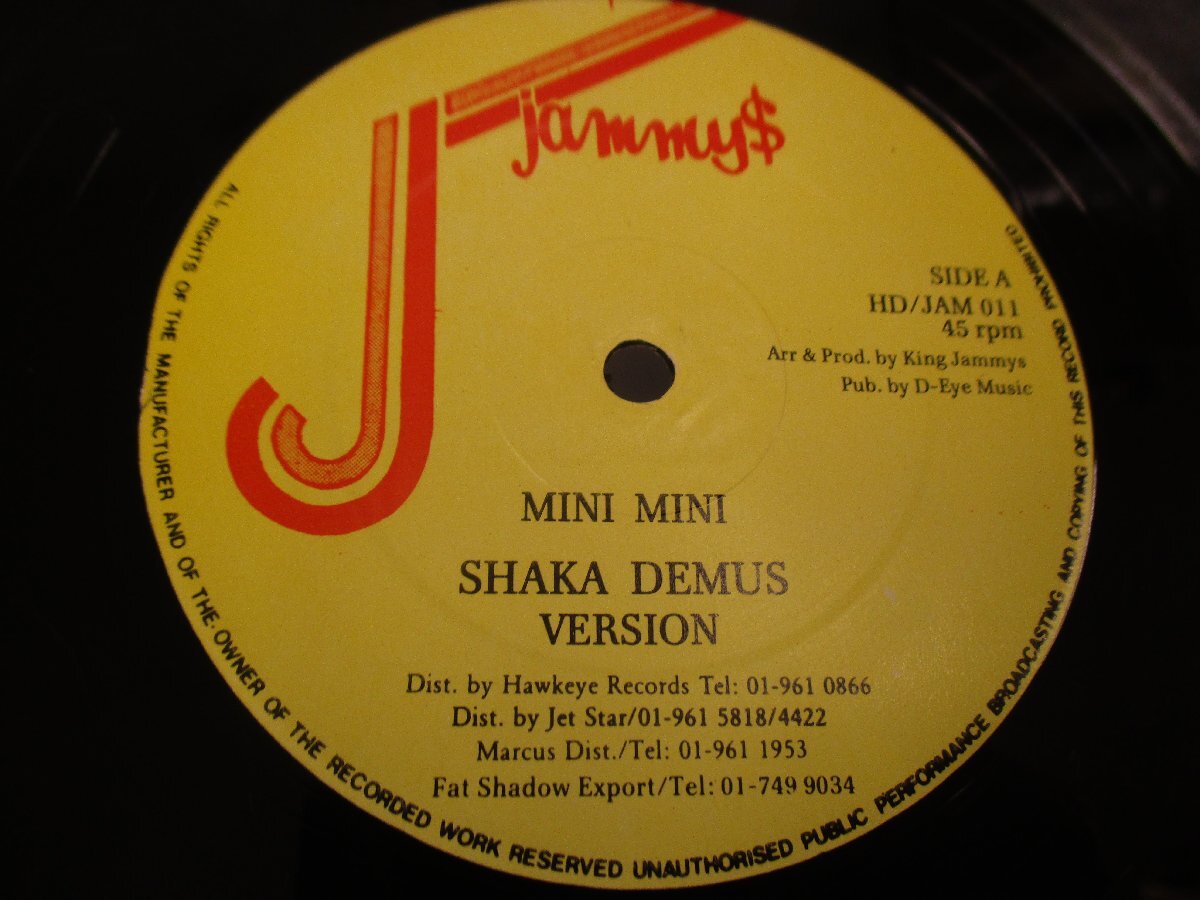 jammy$
SIDE A
HD/JAM 011
45 rpm
Arr & Prod. by King Jammys
Pub. by D-Eye Music
MINI MINI
SHAKA DEMUS
VERSION
Dist. by Hawkeye Records Tel: 01-961 0866
Dist. by Jet Star/01-961 5818/4422
Marcus Dist./Tel: 01-961 1953
Fat Shadow Export/Tel: 01-749 9034
ALL RIGHTS OF THE MANUFACTURER AND OF THE OWNER OF THE RECORDED WORK RESERVED UNAUTHORISED PUBLIC PERFORMANCE BROADCASTING AND COPYING OF THIS RECORD PROHIBITED